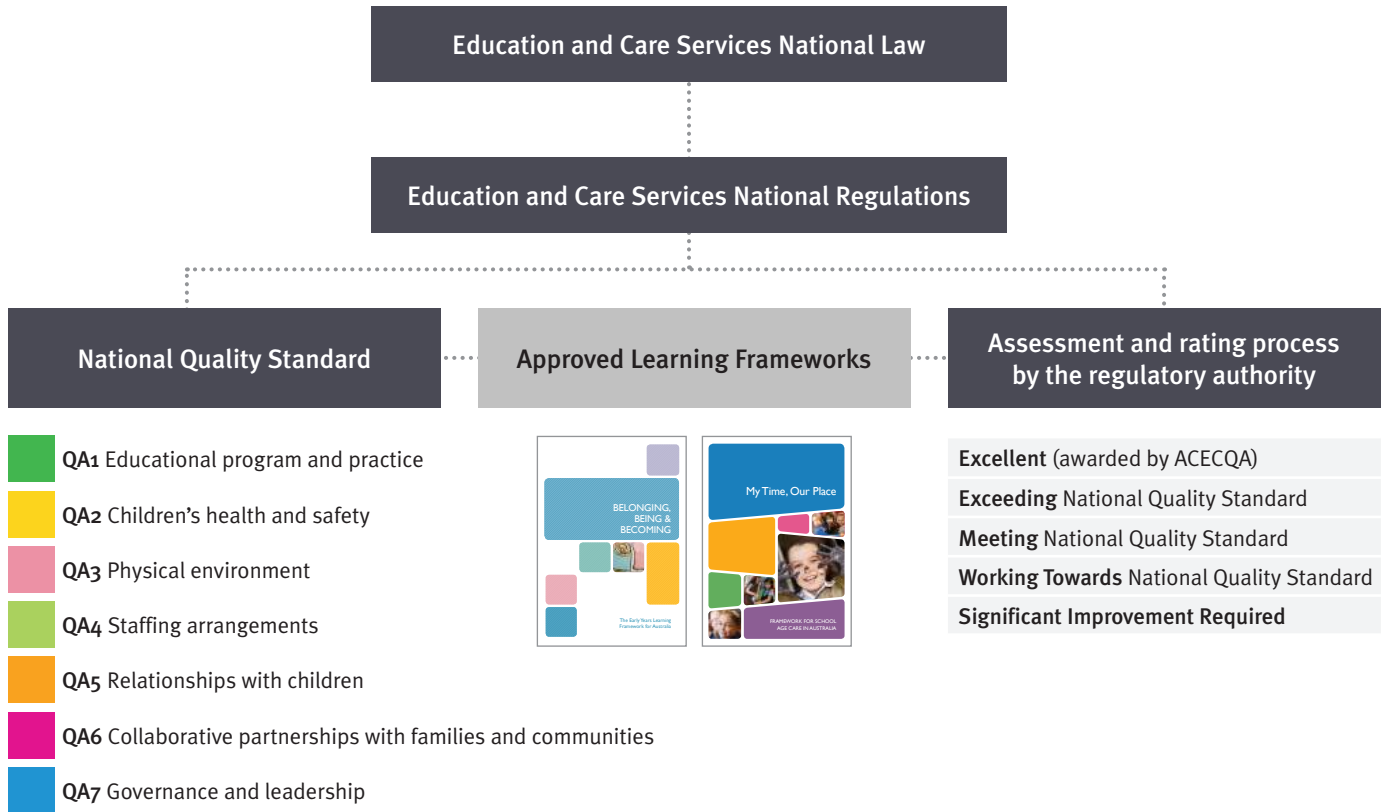 Education and Care Services National Law
Education and Care Services National Regulations
National Quality Standard
Approved Learning Frameworks
Assessment and rating process
by the regulatory authority
QA1 Educational program and practice
QA2 Children’s health and safety
QA3 Physical environment
QA4 Staffing arrangements
QA5 Relationships with children
QA6 Collaborative partnerships with families and communities
QA7 Governance and leadership
BELONGING,
BEING &
BECOMING
The Early Years Learning
Framework for Australia
My Time, Our Place
FRAMEWORK FOR SCHOOL
AGE CARE IN AUSTRALIA
Excellent (awarded by ACECQA)
Exceeding National Quality Standard
Meeting National Quality Standard
Working Towards National Quality Standard
Significant Improvement Required